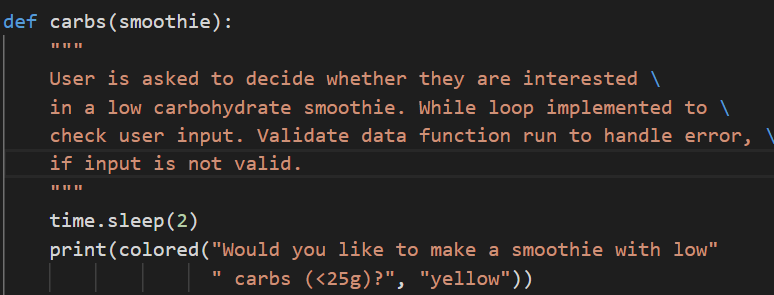 def carbs(smoothie):
"""
User is asked to decide whether they are interested \
in a low carbohydrate smoothie. While loop implemented to \
check user input. Validate data function run to handle error, \
if input is not valid.
"""
time.sleep(2)
print(colored("Would you like to make a smoothie with low"
" carbs (<25g)?", "yellow"))